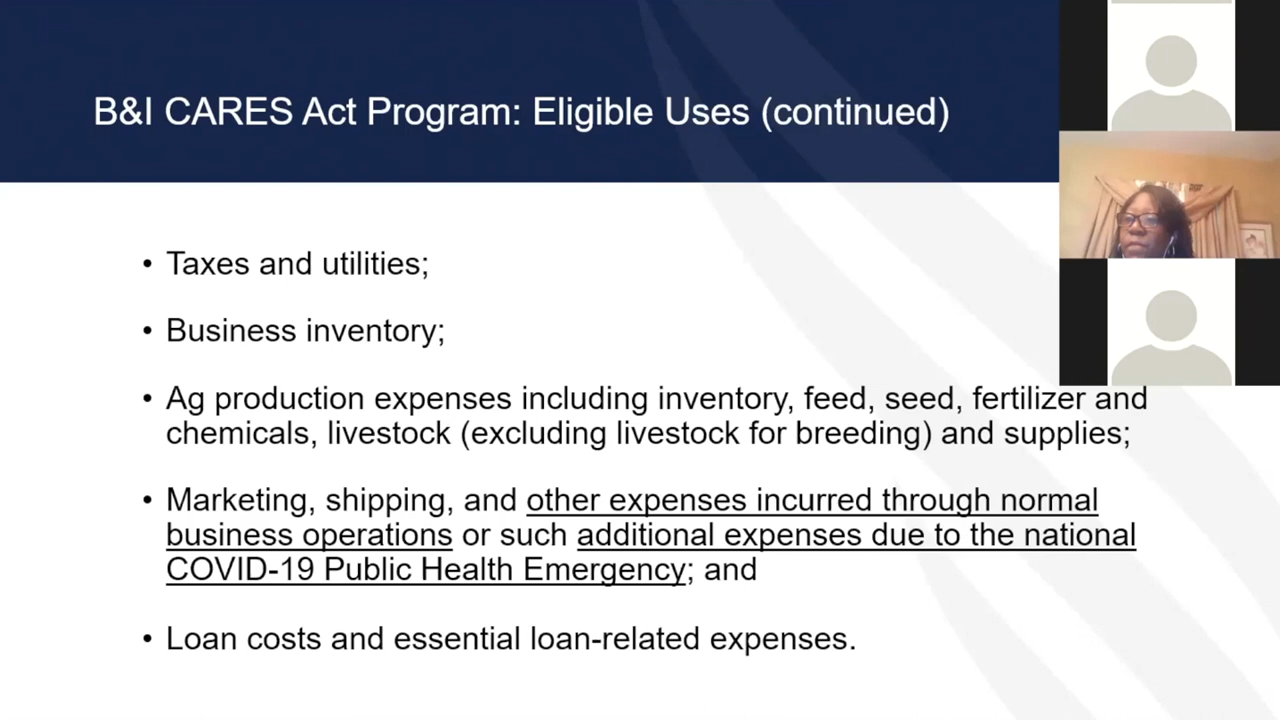 B&I CARES Act Program: Eligible Uses (continued)
• Taxes and utilities;
• Business inventory;
• Ag production expenses including inventory, feed, seed, fertilizer and
chemicals, livestock (excluding livestock for breeding) and supplies;
• Marketing, shipping, and other expenses incurred through normal
business operations or such additional expenses due to the national
COVID-19 Public Health Emergency; and
• Loan costs and essential loan-related expenses.